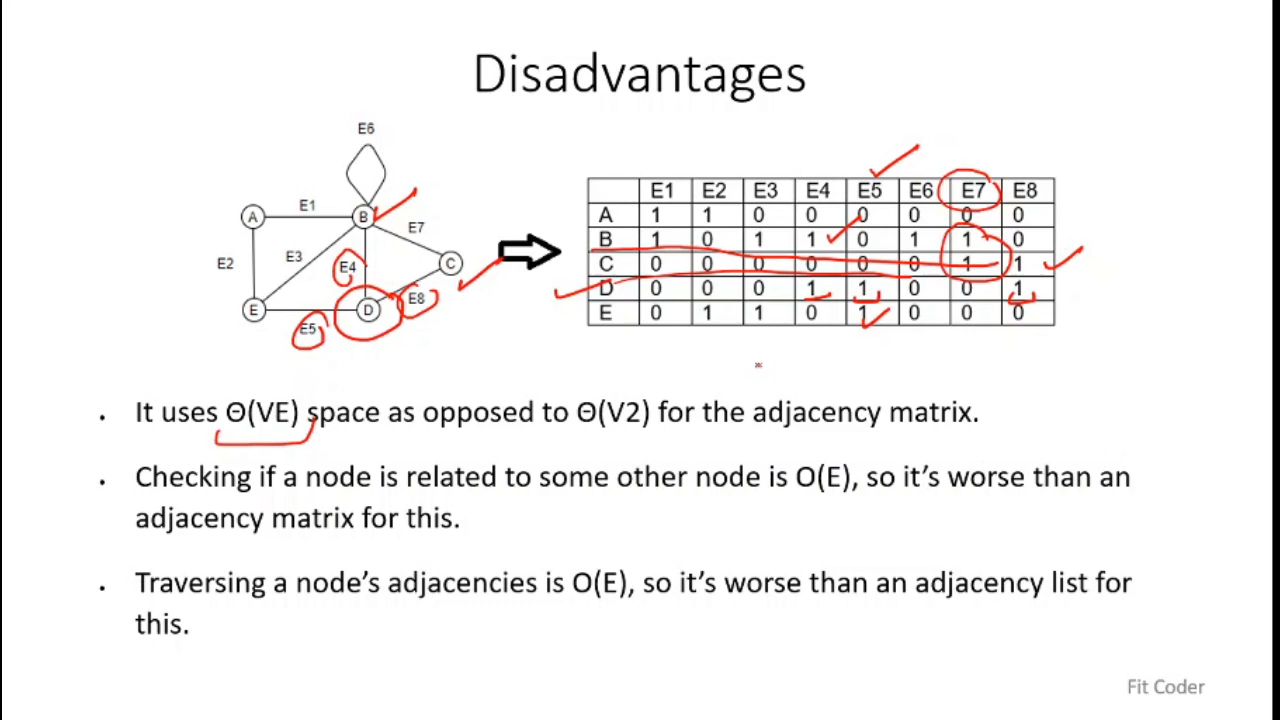 Disadvantages
E6
A
E1
B
E7
E2
E3
E4
C
E8
E
E5
D
E1 E2 E3 E4 E5 E6 E7 E8
A 1 1 0 0 0 0 0 0
B 1 0 1 1 0 1 1 0
C 0 0 0 0 0 0 1 1
D 0 0 0 1 1 0 0 1
E 0 1 1 0 1 0 0 0
. It uses Θ(VE) space as opposed to Θ(V2) for the adjacency matrix.
. Checking if a node is related to some other node is O(E), so it’s worse than an
adjacency matrix for this.
. Traversing a node’s adjacencies is O(E), so it’s worse than an adjacency list for
this.
Fit Coder